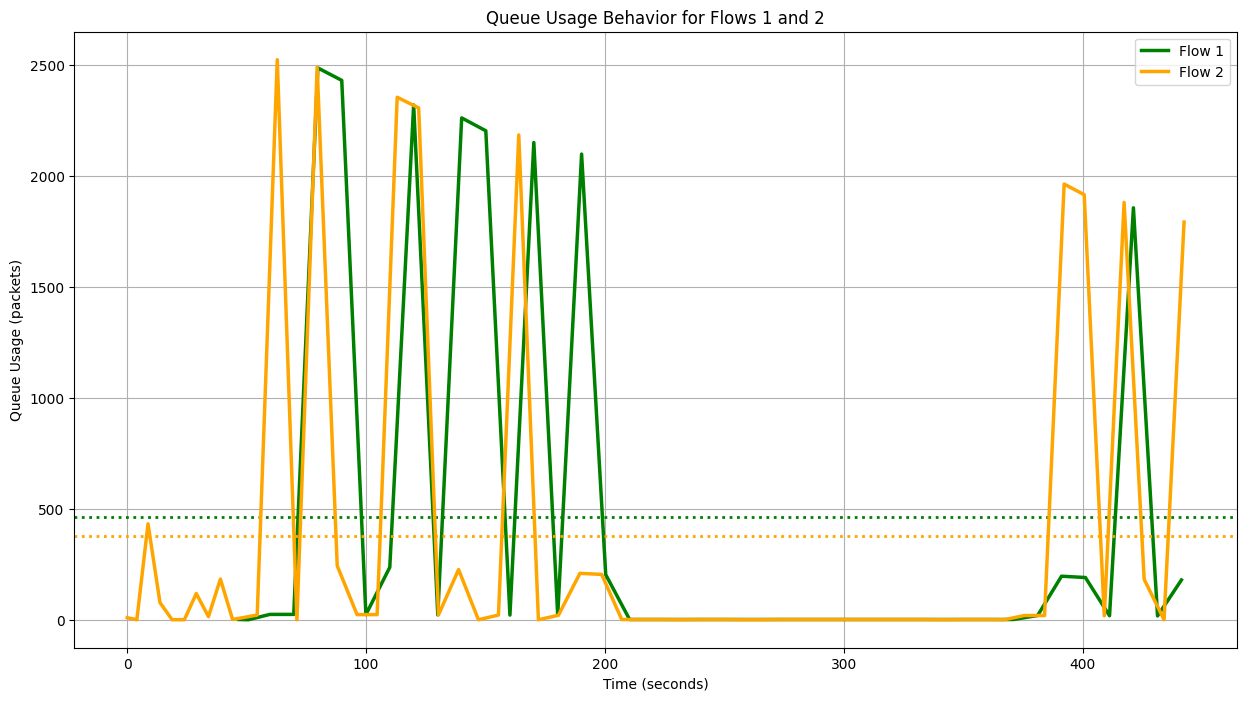 Queue Usage Behavior for Flows 1 and 2
Flow 1
Flow 2
Queue Usage (packets)
2500
2000
1500
1000
500
0
0
100
200
300
400
Time (seconds)